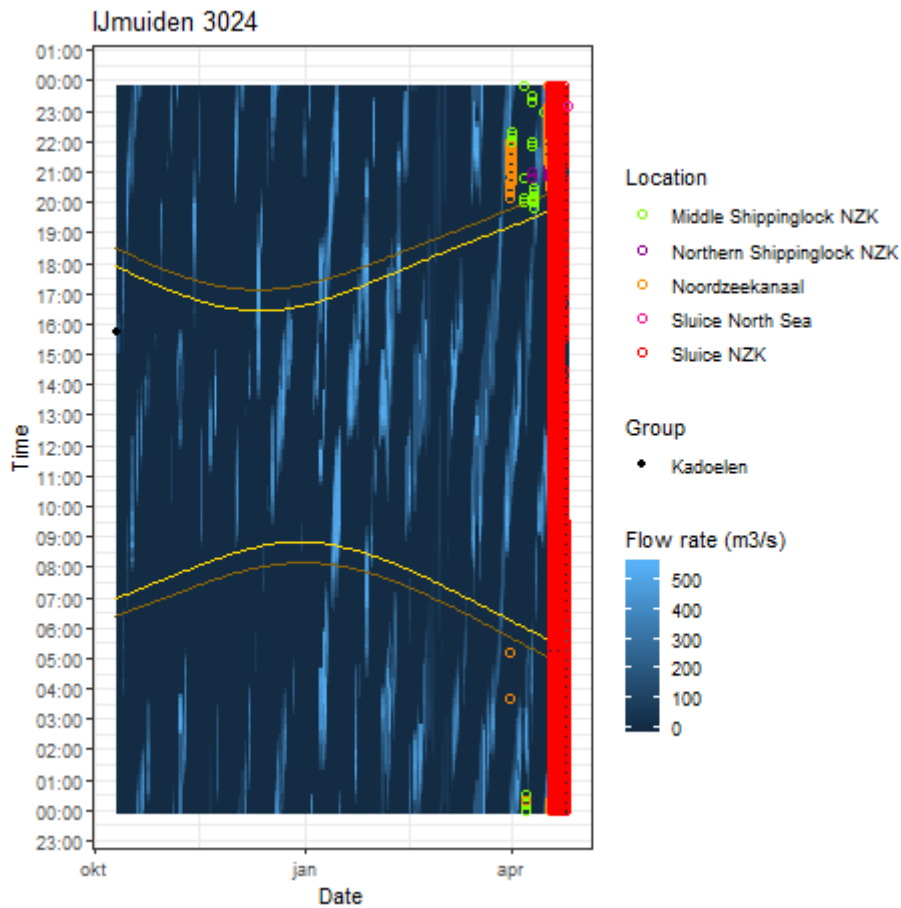 IJmuiden 3024
01:00
00:00
23:00
22:00
21:00
20:00
19:00
18:00
17:00
16:00
15:00
14:00
13:00
12:00
11:00
10:00
09:00
08:00
07:00
06:00
05:00
04:00
03:00
02:00
01:00
00:00
23:00
Time
okt jan apr
Date
Location
Middle Shippinglock NZK
Northern Shippinglock NZK
Noordzeekanaal
Sluice North Sea
Sluice NZK
Group
Kadoelen
Flow rate (m3/s)
500
400
300
200
100
0